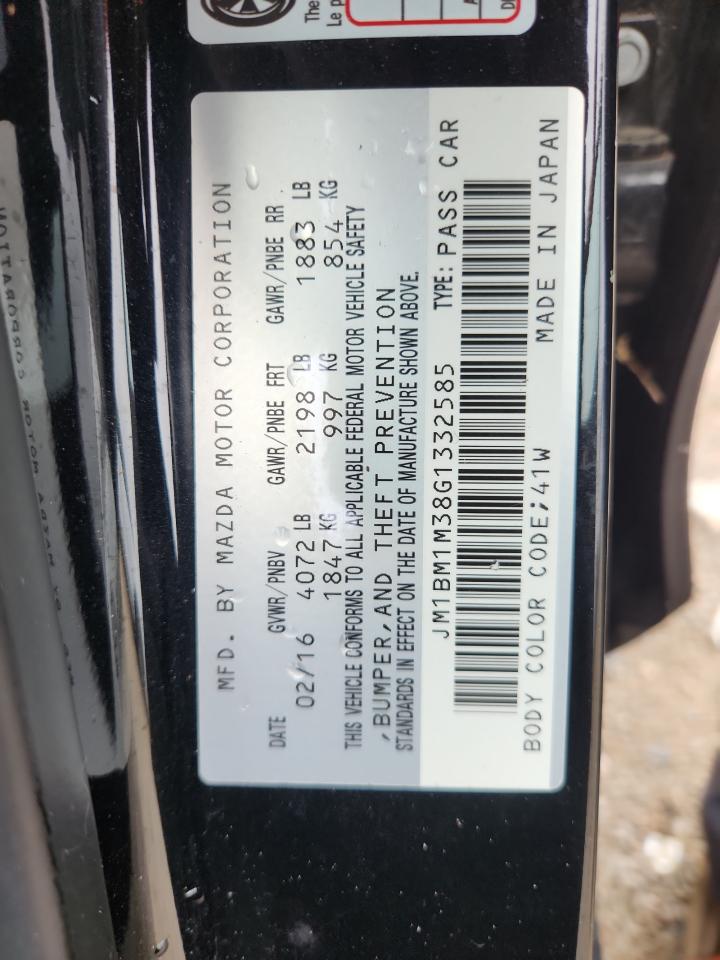 The
Le p
MFD. BY MAZDA MOTOR CORPORATION
DATE GVWR/PNBV GAWR/PNBE FRT GAWR/PNBE RR
02/16 4072 LB 2198 LB 1883 LB
1847 KG 997 KG 854 KG
THIS VEHICLE CONFORMS TO ALL APPLICABLE FEDERAL MOTOR VEHICLE SAFETY
,BUMPER,AND THEFT PREVENTION
STANDARDS IN EFFECT ON THE DATE OF MANUFACTURE SHOWN ABOVE.
JM1BM1M38G1332585 TYPE: PASS CAR
BODY COLOR CODE;41W MADE IN JAPAN